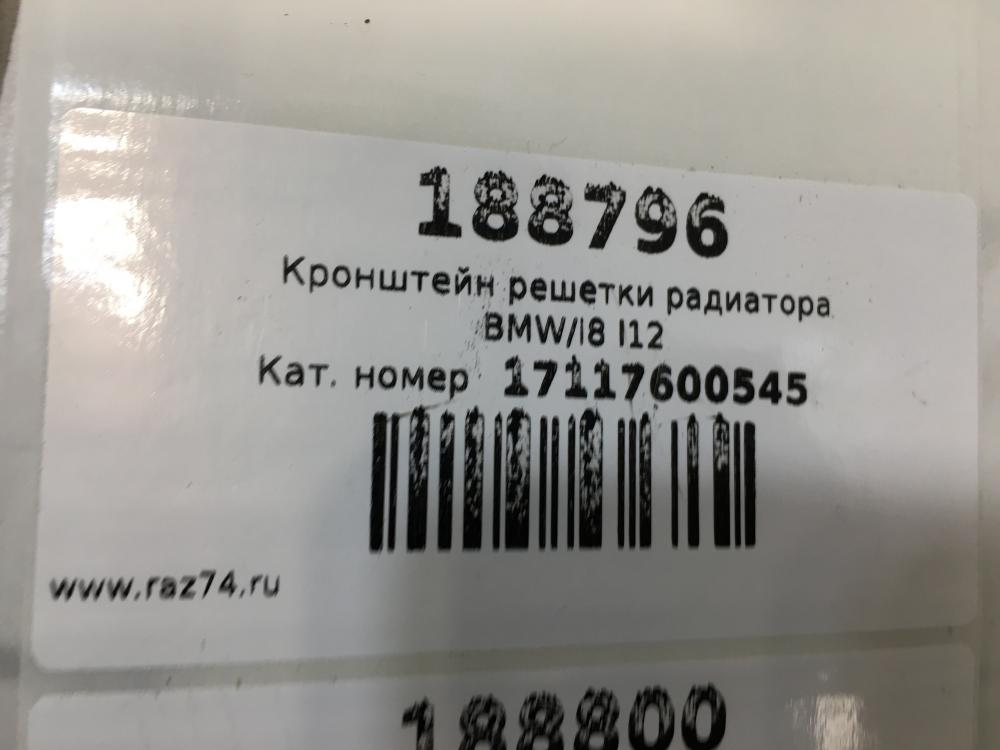 188796
Кронштейн решетки радиатора
BMW/i8 I12
Кат. номер 17117600545
www.raz74.ru
188800